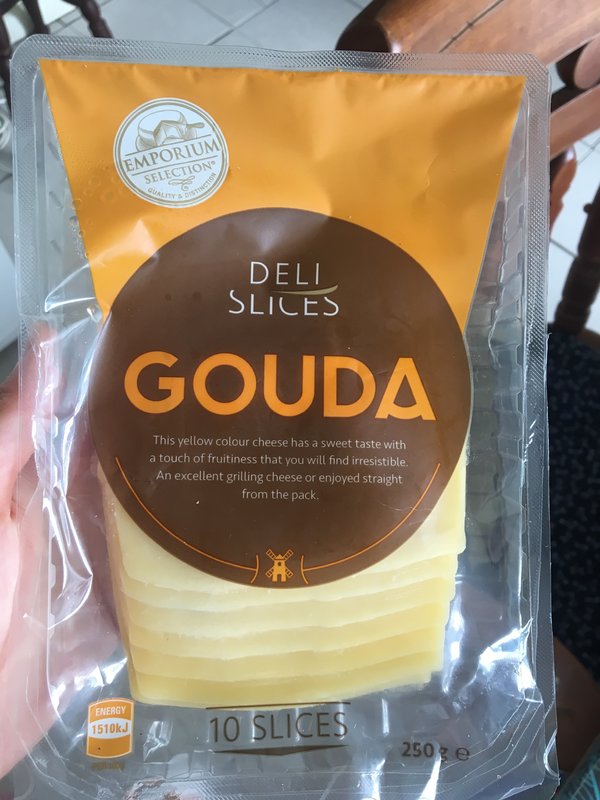 EMPORIUM
SELECTION®
QUALITY & DISTINCTION
DELI
SLICES
GOUDA
This yellow colour cheese has a sweet taste with
a touch of fruitiness that you will find irresistible.
An excellent grilling cheese or enjoyed straight
from the pack.
ENERGY
1510kJ
10 SLICES
250g e